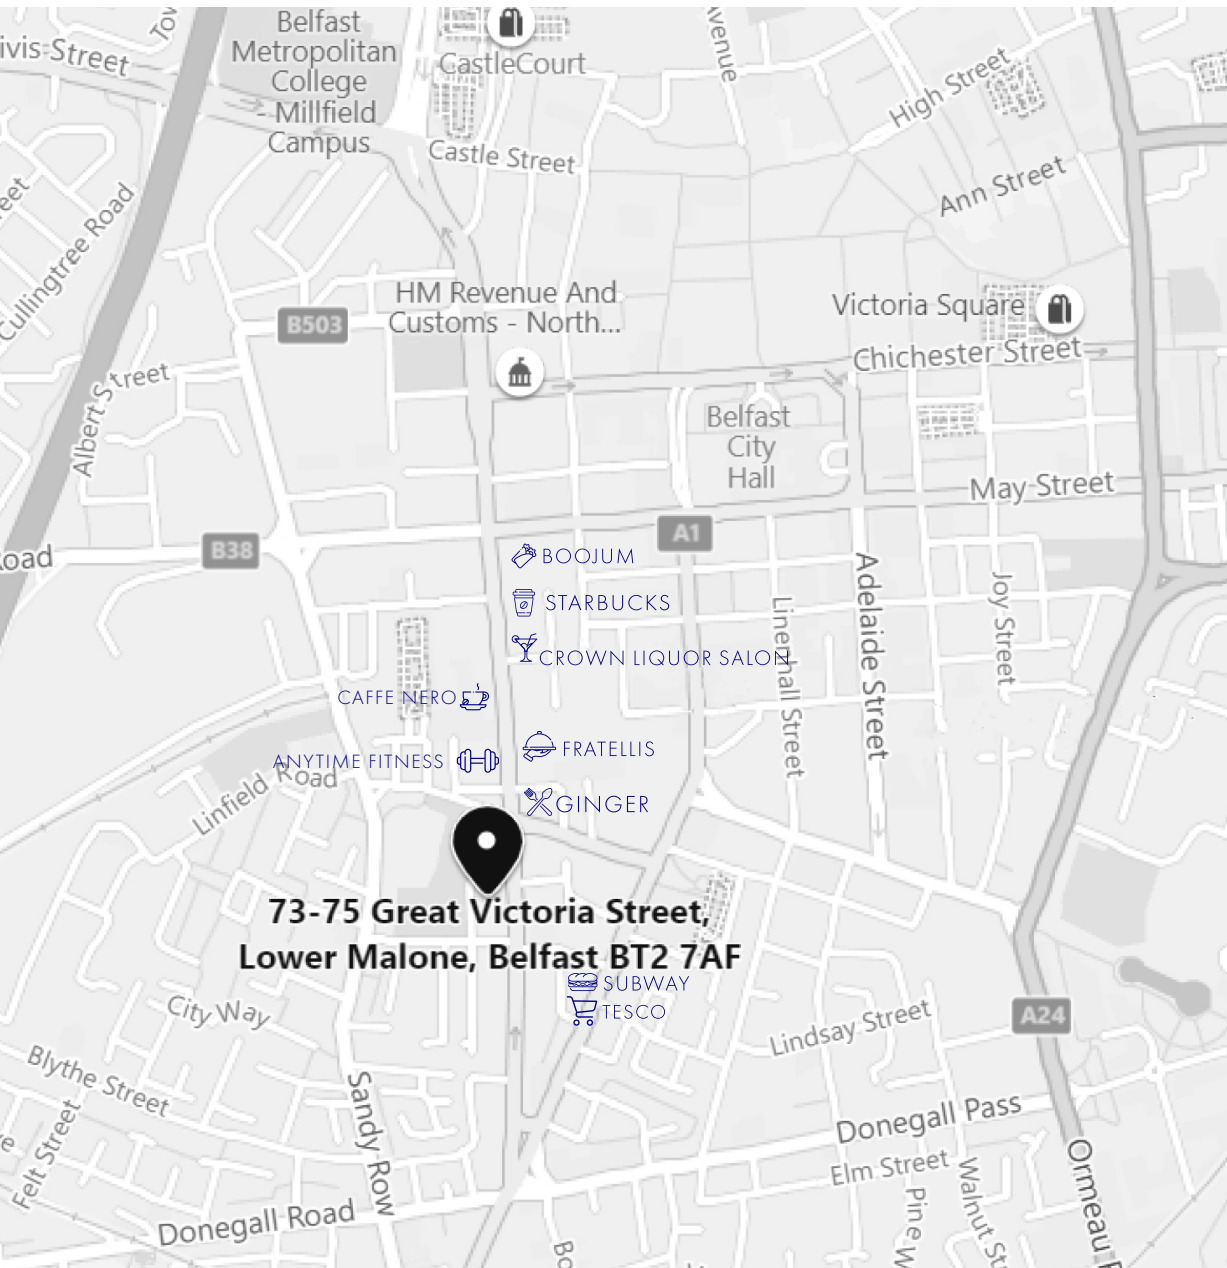 Belfast
Metropolitan
College
- Millfield
Campus
CastleCourt
ivis Street
Castle Street
High Street
Ann Street
Cullingtree Road
HM Revenue And
Customs - North...
Victoria Square
B503
Chichester Street
Albert Street
Belfast
City
Hall
May Street
A1
B38
BOOJUM
STARBUCKS
CROWN LIQUOR SALON
CAFFE NERO
ANYTIME FITNESS
FRATELLIS
GINGER
Linenhall Street
Adelaide Street
Joy Street
Linfield Road
73-75 Great Victoria Street,
Lower Malone, Belfast BT2 7AF
SUBWAY
TESCO
City Way
Lindsay Street
A24
Blythe Street
Felt Street
Sandy Row
Donegall Pass
Elm Street
Donegall Road
Pine W
Walnut St
Ormeau